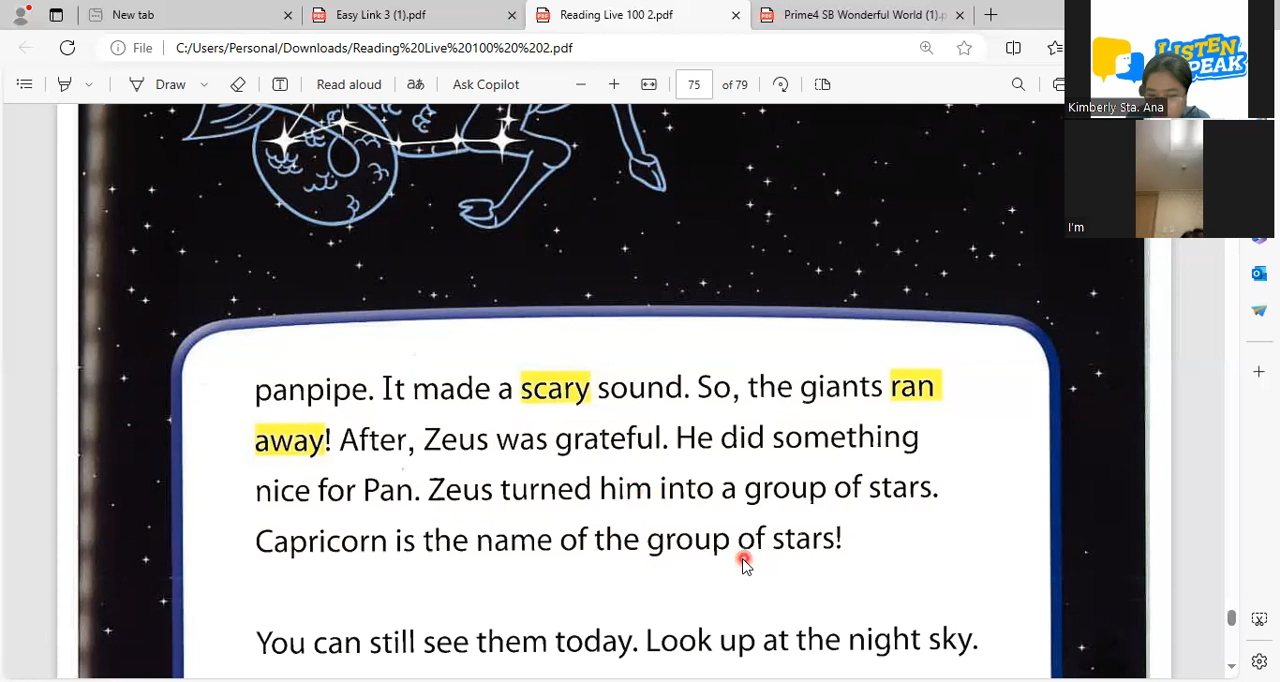 New tab
Easy Link 3 (1).pdf
Reading Live 100 2.pdf
Prime4 SB Wonderful World (1).p
File
C:/Users/Personal/Downloads/Reading%20Live%20100%20%202.pdf
Draw
Read aloud
Ask Copilot
75
of 79
LISTEN
SPEAK
Kimberly Sta. Ana
I'm
panpipe. It made a scary sound. So, the giants ran
away! After, Zeus was grateful. He did something
nice for Pan. Zeus turned him into a group of stars.
Capricorn is the name of the group of stars!
You can still see them today. Look up at the night sky.